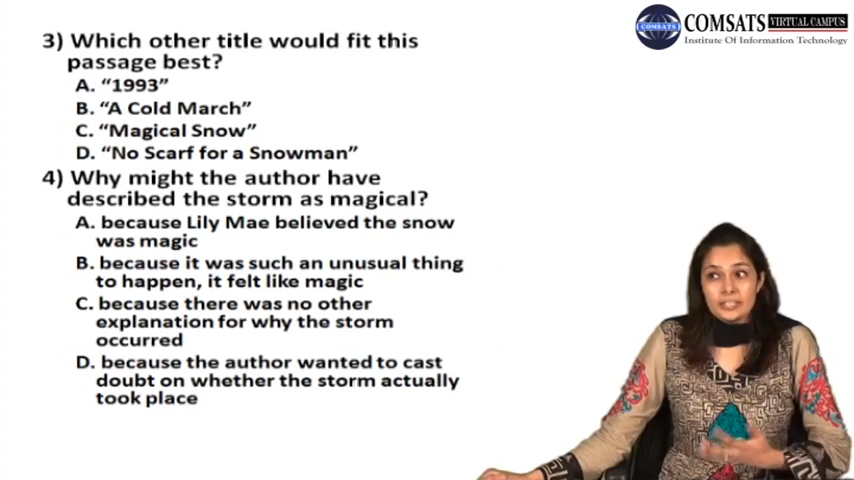 COMSATS VIRTUAL CAMPUS
COMSATS
Institute Of Information Technology
3) Which other title would fit this
passage best?
A. “1993”
B. “A Cold March”
C. “Magical Snow”
D. “No Scarf for a Snowman”
4) Why might the author have
described the storm as magical?
A. because Lily Mae believed the snow
was magic
B. because it was such an unusual thing
to happen, it felt like magic
C. because there was no other
explanation for why the storm
occurred
D. because the author wanted to cast
doubt on whether the storm actually
took place